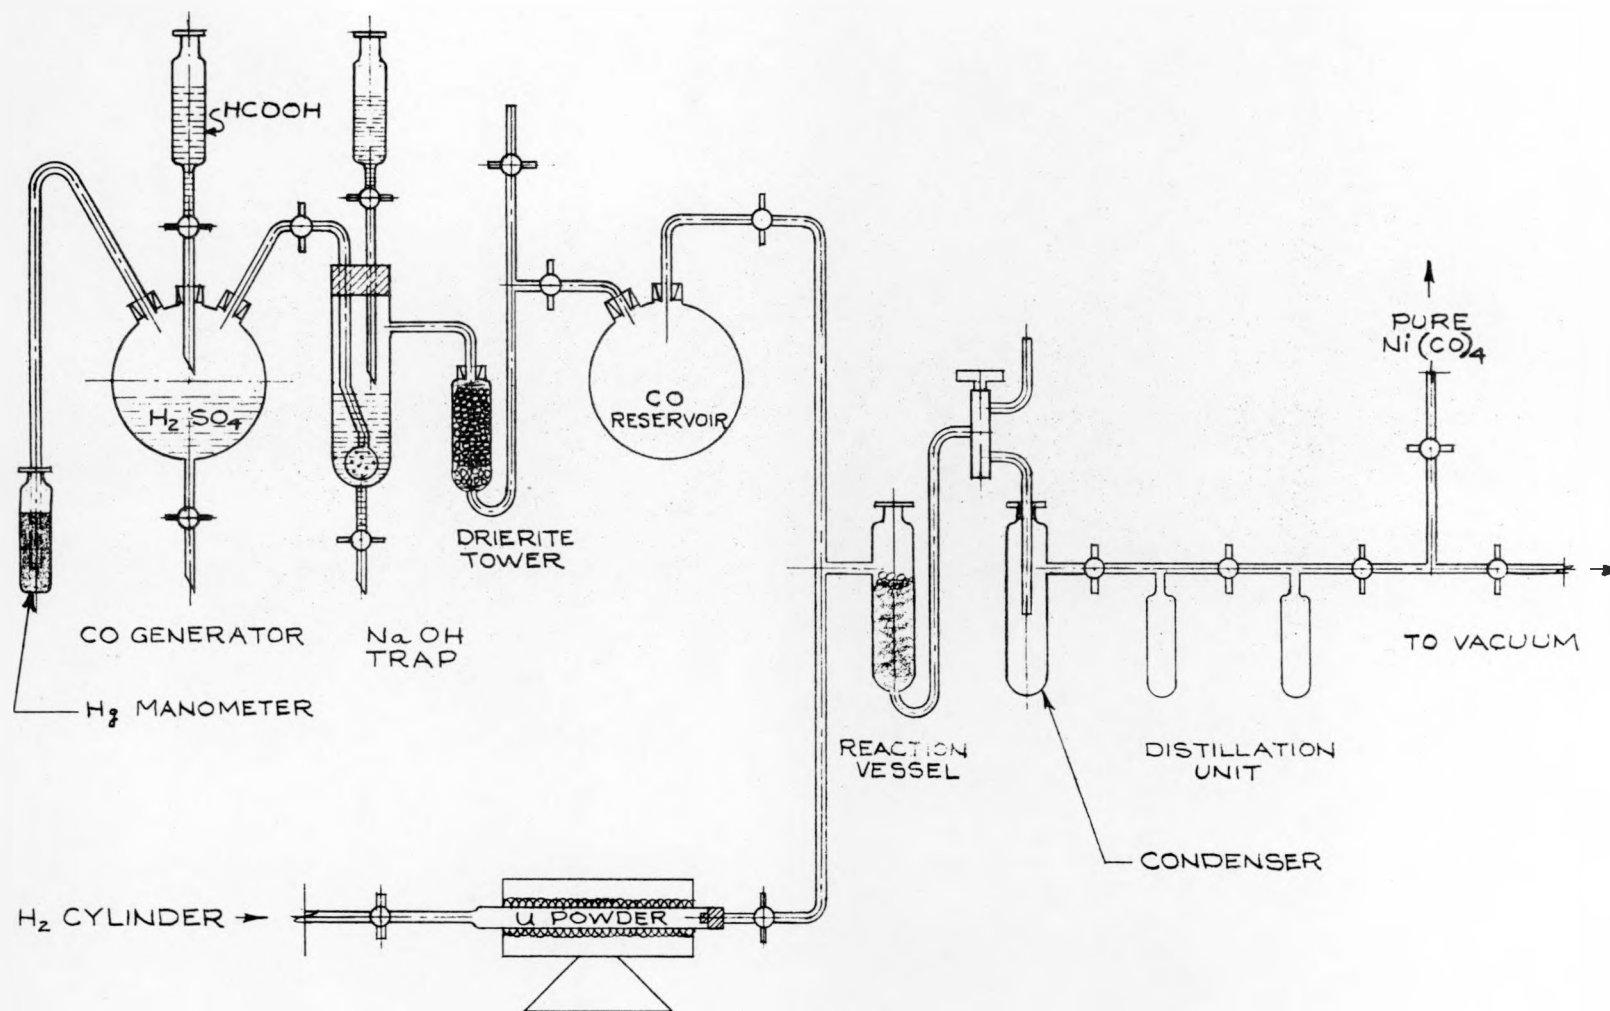 HCOOH
H₂ SO₄
CO
RESERVOIR
PURE
Ni(CO)₄
DRIERITE
TOWER
CO GENERATOR
NaOH
TRAP
TO VACUUM
Hg MANOMETER
REACTION
VESSEL
DISTILLATION
UNIT
CONDENSER
H₂ CYLINDER
U POWDER